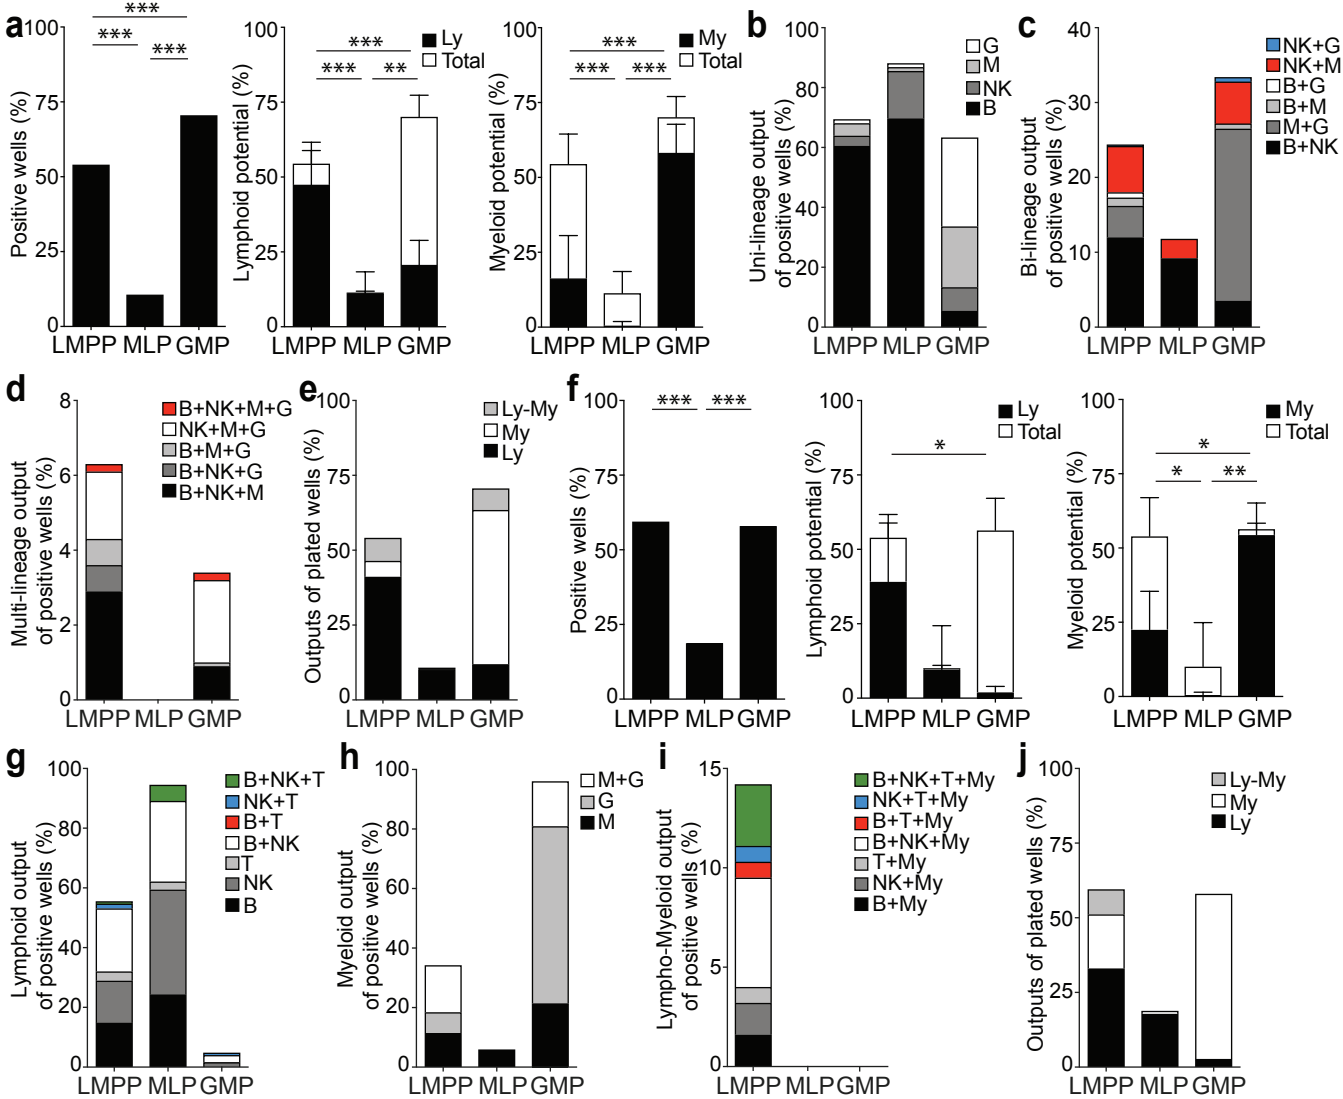 a
Positive wells (%)
100
75
50
25
0
***
***
***
LMPP MLP GMP
Lymphoid potential (%)
100
75
50
25
0
***
***
**
Ly
Total
LMPP MLP GMP
Myeloid potential (%)
100
75
50
25
0
***
***
***
My
Total
LMPP MLP GMP
b
Uni-lineage output
of positive wells (%)
100
80
60
40
20
0
G
M
NK
B
LMPP MLP GMP
c
Bi-lineage output
of positive wells (%)
40
30
20
10
0
NK+G
NK+M
B+G
B+M
M+G
B+NK
LMPP MLP GMP
d
Multi-lineage output
of positive wells (%)
8
6
4
2
0
B+NK+M+G
NK+M+G
B+M+G
B+NK+G
B+NK+M
LMPP MLP GMP
e
Outputs of plated wells (%)
100
75
50
25
0
Ly-My
My
Ly
LMPP MLP GMP
f
Positive wells (%)
100
75
50
25
0
***
***
LMPP MLP GMP
Lymphoid potential (%)
100
75
50
25
0
*
Ly
Total
LMPP MLP GMP
Myeloid potential (%)
100
75
50
25
0
*
*
**
My
Total
LMPP MLP GMP
g
Lymphoid output
of positive wells (%)
100
80
60
40
20
0
B+NK+T
NK+T
B+T
B+NK
T
NK
B
LMPP MLP GMP
h
Myeloid output
of positive wells (%)
100
80
60
40
20
0
M+G
G
M
LMPP MLP GMP
i
Lympho-Myeloid output
of positive wells (%)
15
10
5
0
B+NK+T+My
NK+T+My
B+T+My
B+NK+My
T+My
NK+My
B+My
LMPP MLP GMP
j
Outputs of plated wells (%)
100
75
50
25
0
Ly-My
My
Ly
LMPP MLP GMP